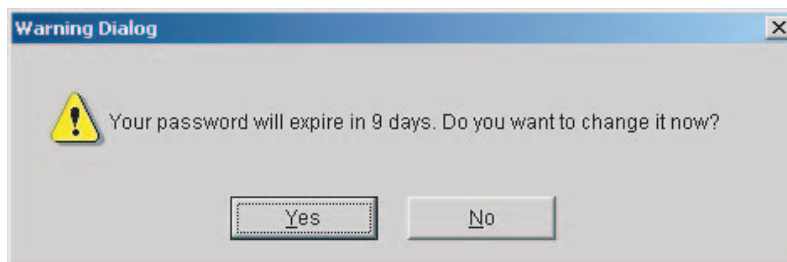 Warning Dialog
Your password will expire in 9 days. Do you want to change it now?
Yes No